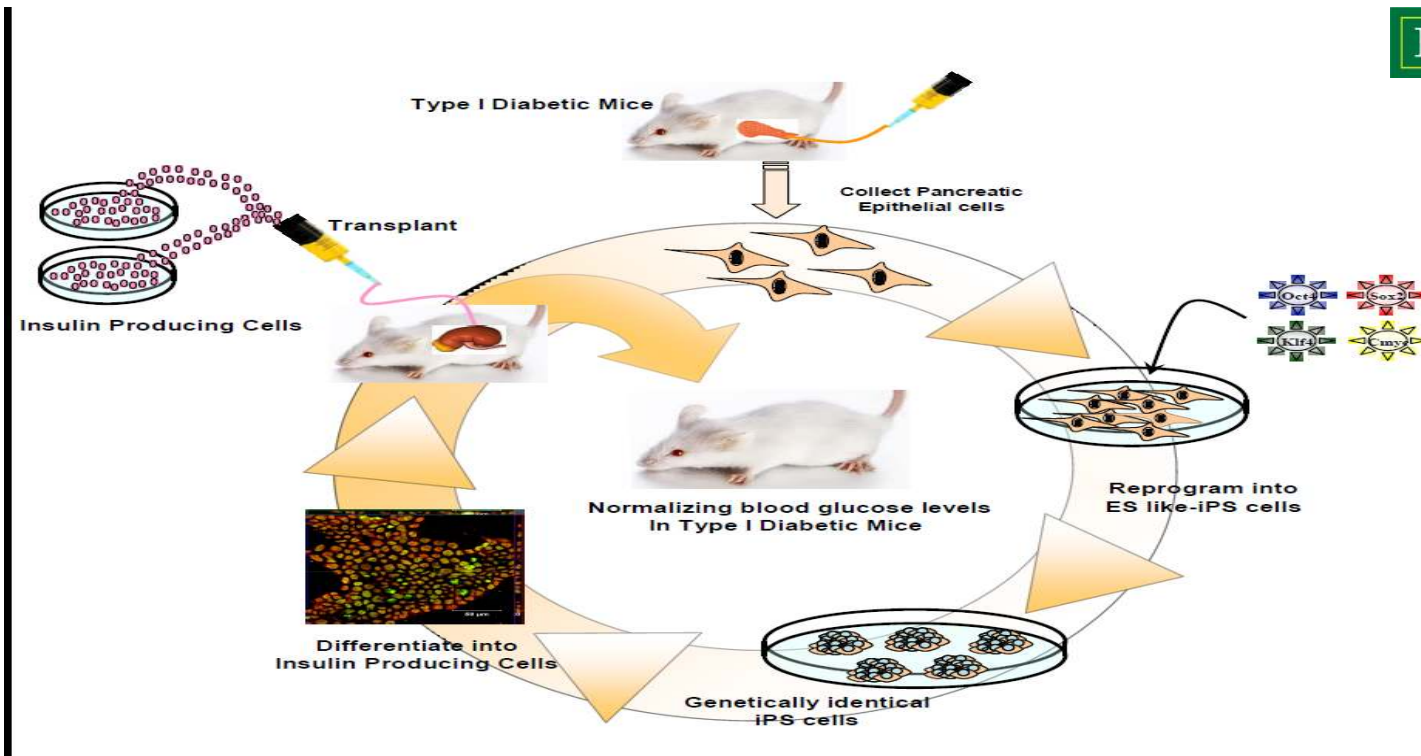 Type I Diabetic Mice
Collect Pancreatic
Epithelial cells
Transplant
Insulin Producing Cells
Oct4
Sox2
Klf4
Cmyc
Reprogram into
ES like-iPS cells
Normalizing blood glucose levels
In Type I Diabetic Mice
Differentiate into
Insulin Producing Cells
Genetically identical
iPS cells